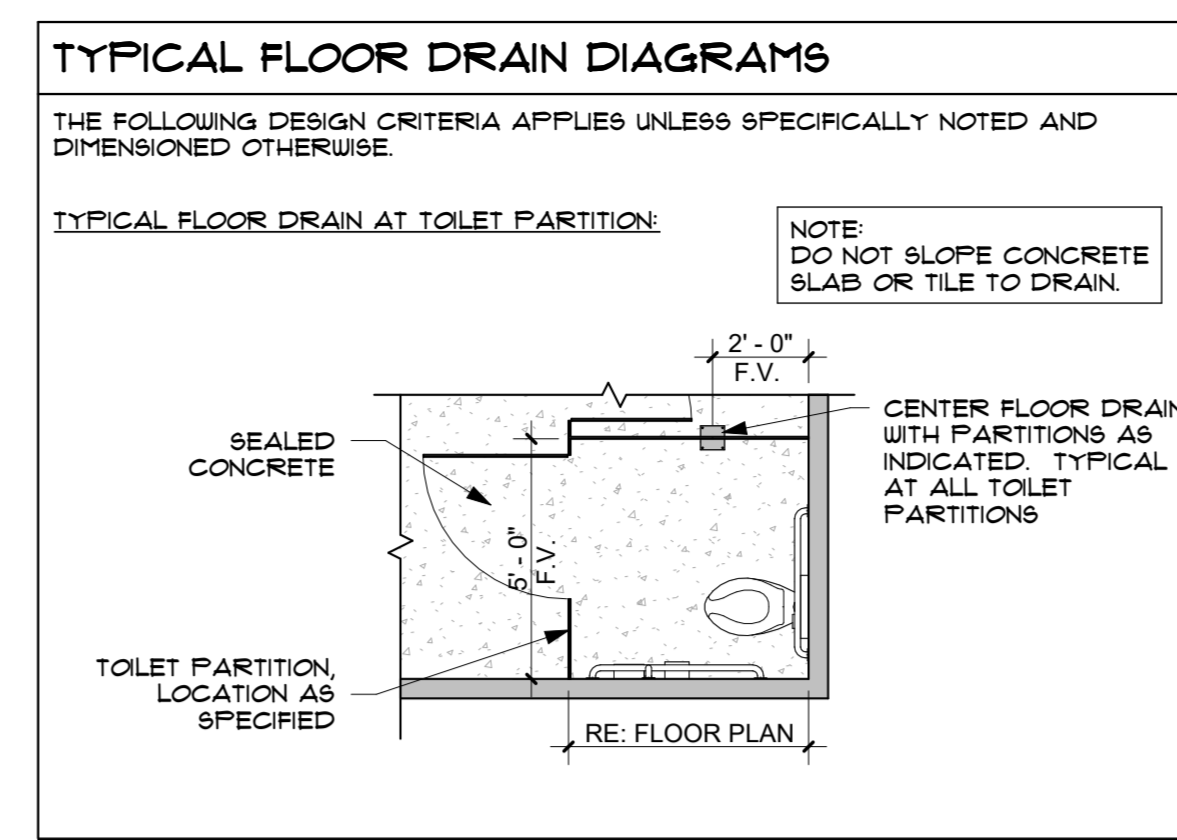 TYPICAL FLOOR DRAIN DIAGRAMS
THE FOLLOWING DESIGN CRITERIA APPLIES UNLESS SPECIFICALLY NOTED AND
DIMENSIONED OTHERWISE.
TYPICAL FLOOR DRAIN AT TOILET PARTITION:
NOTE:
DO NOT SLOPE CONCRETE
SLAB OR TILE TO DRAIN.
2' - 0"
F.V.
CENTER FLOOR DRAIN
WITH PARTITIONS AS
INDICATED. TYPICAL
AT ALL TOILET
PARTITIONS
SEALED
CONCRETE
5' - 0"
F.V.
TOILET PARTITION,
LOCATION AS
SPECIFIED
RE: FLOOR PLAN